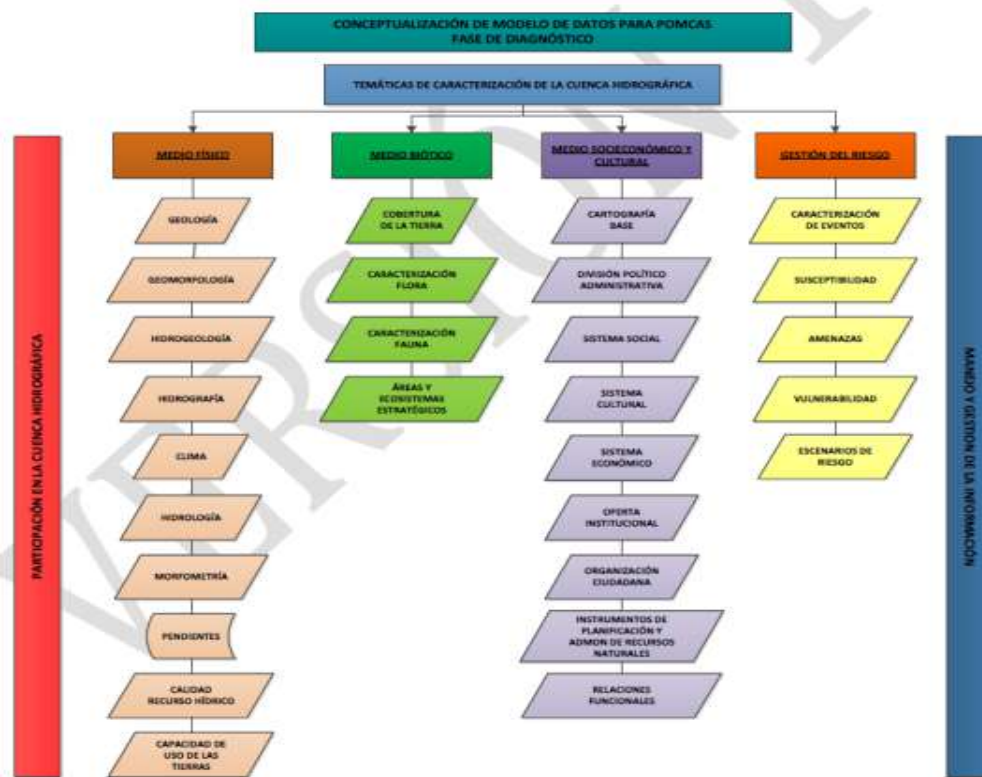 CONCEPTUALIZACIÓN DE MODELO DE DATOS PARA POMCAS
FASE DE DIAGNÓSTICO
TEMÁTICAS DE CARACTERIZACIÓN DE LA CUENCA HIDROGRÁFICA
PARTICIPACIÓN EN LA CUENCA HIDROGRÁFICA
MEDIO FÍSICO
GEOLOGÍA
GEOMORFOLOGÍA
HIDROGEOLOGÍA
HIDROGRAFÍA
CLIMA
HIDROLOGÍA
MORFOMETRÍA
PENDIENTES
CALIDAD
RECURSO HÍDRICO
CAPACIDAD DE
USO DE LAS
TIERRAS
MEDIO BIÓTICO
COBERTURA
DE LA TIERRA
CARACTERIZACIÓN
FLORA
CARACTERIZACIÓN
FAUNA
ÁREAS Y
ECOSISTEMAS
ESTRATÉGICOS
MEDIO SOCIOECONÓMICO Y
CULTURAL
CARTOGRAFÍA
BASE
DIVISIÓN POLÍTICO
ADMINISTRATIVA
SISTEMA SOCIAL
SISTEMA
CULTURAL
SISTEMA
ECONÓMICO
OFERTA
INSTITUCIONAL
ORGANIZACIÓN
CIUDADANA
INSTRUMENTOS DE
PLANIFICACIÓN Y
ADMON DE RECURSOS
NATURALES
RELACIONES
FUNCIONALES
GESTIÓN DEL RIESGO
CARACTERIZACIÓN
DE EVENTOS
SUSCEPTIBILIDAD
AMENAZAS
VULNERABILIDAD
ESCENARIOS DE
RIESGO
MANEJO Y GESTION DE LA INFORMACIÓN
VERSIÓN